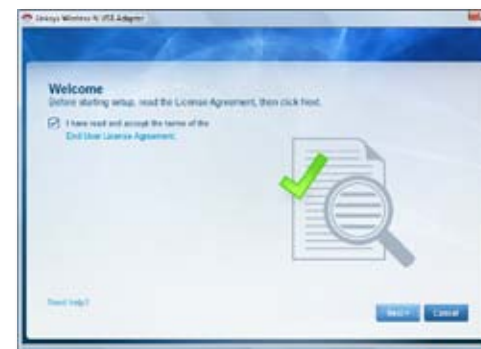 Linksys Wireless-N USB Adapter
Welcome
Before starting setup, read the License Agreement, then click Next.
I have read and accept the terms of the
End User License Agreement.
Need help?
Next
Cancel